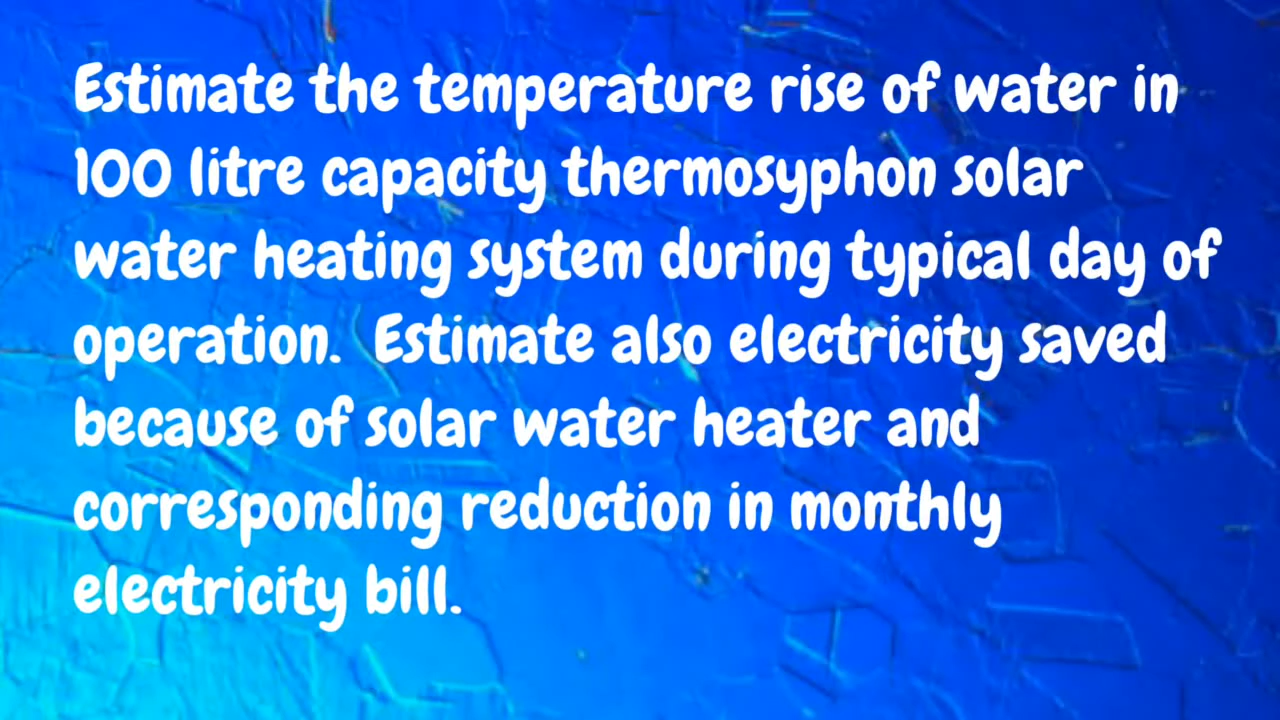 Estimate the temperature rise of water in
100 litre capacity thermosyphon solar
water heating system during typical day of
operation.  Estimate also electricity saved
because of solar water heater and
corresponding reduction in monthly
electricity bill.